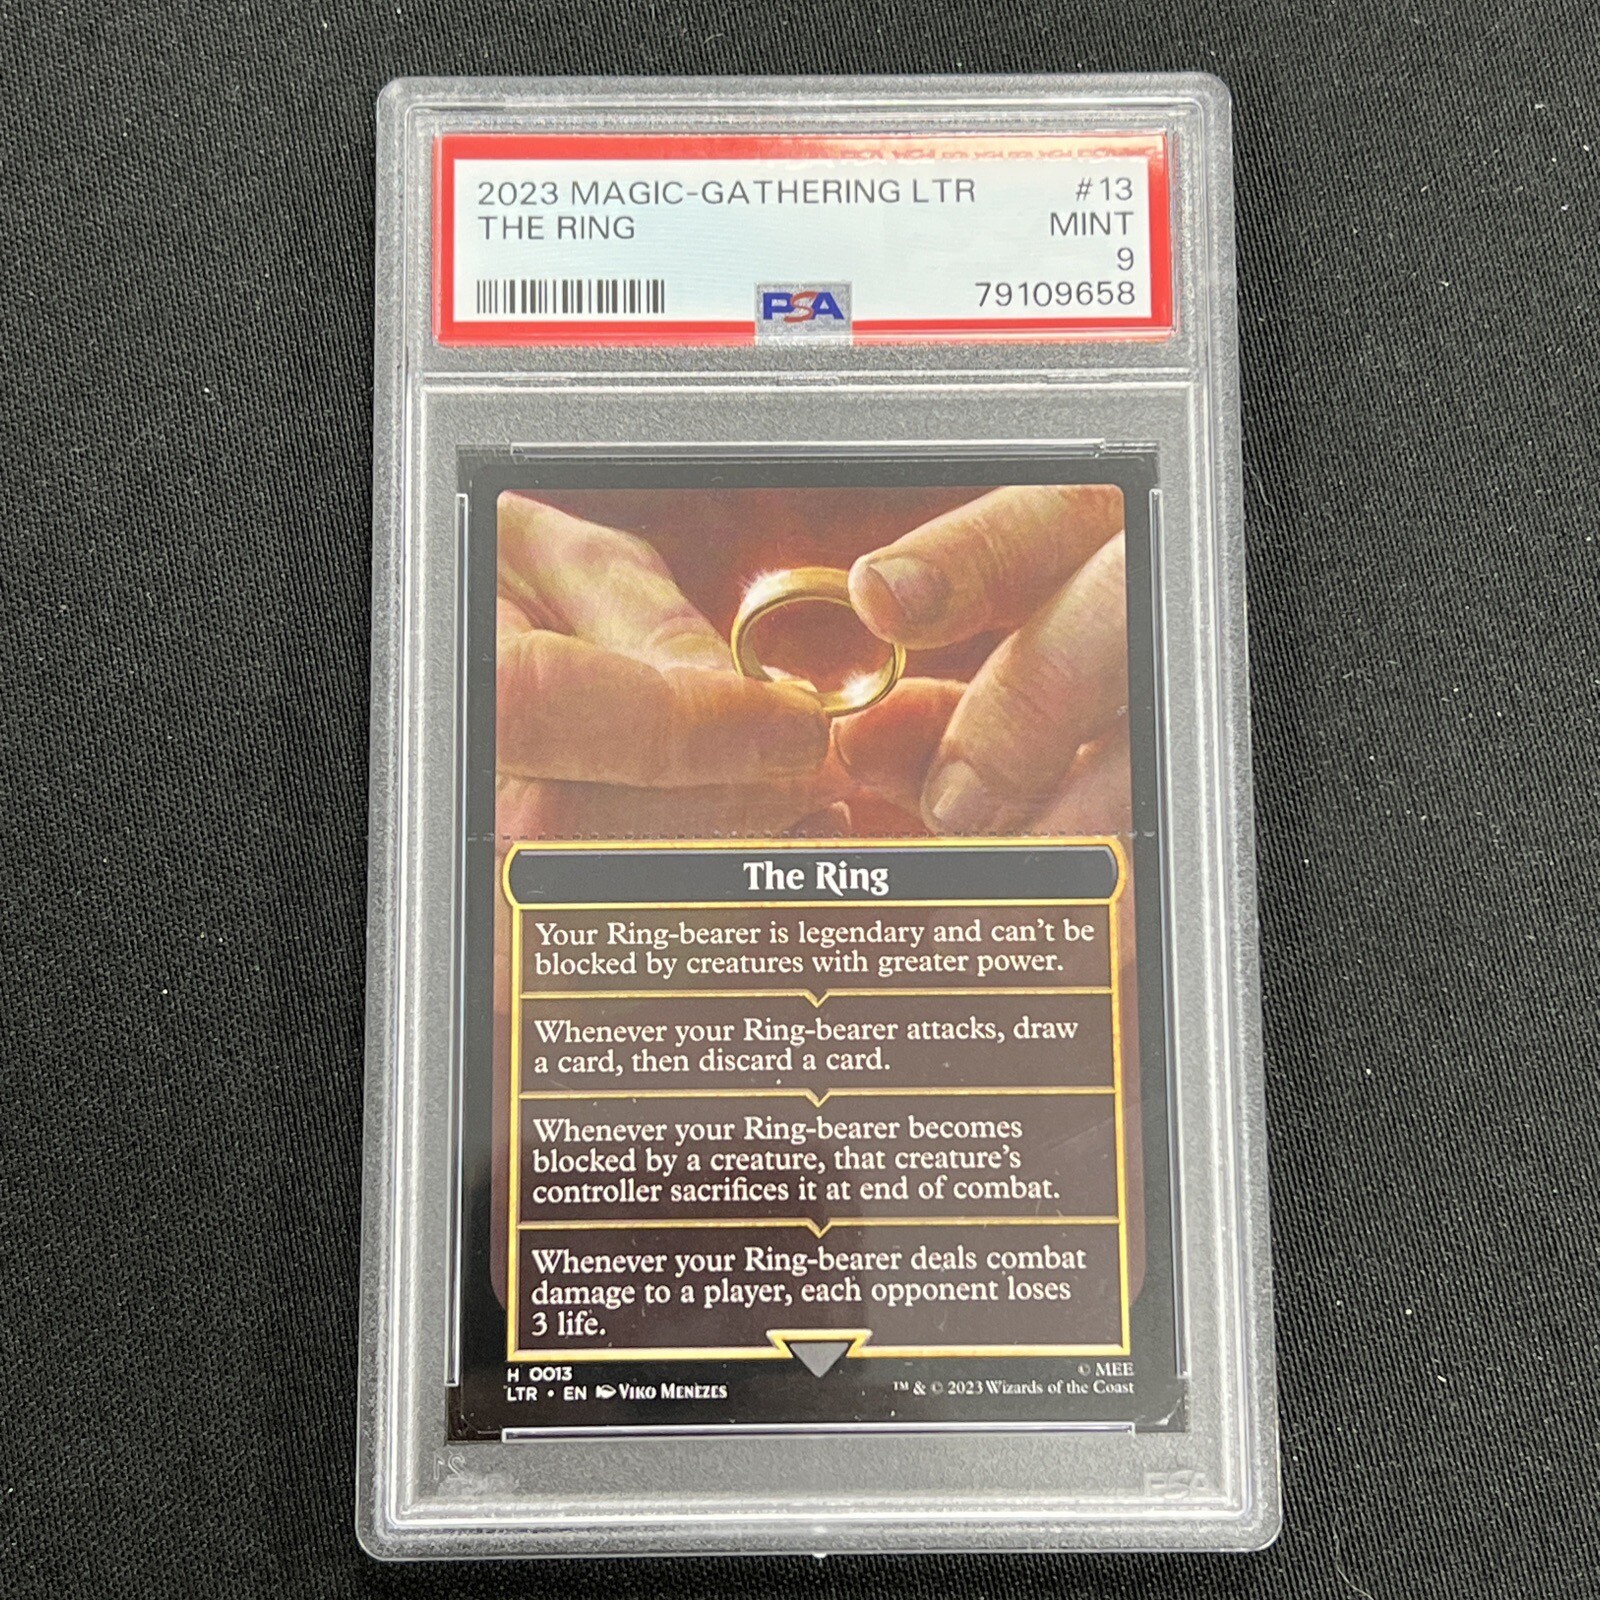 2023 MAGIC-GATHERING LTR #13
THE RING MINT
9
PSA 79109658
The Ring
Your Ring-bearer is legendary and can't be
blocked by creatures with greater power.
Whenever your Ring-bearer attacks, draw
a card, then discard a card.
Whenever your Ring-bearer becomes
blocked by a creature, that creature's
controller sacrifices it at end of combat.
Whenever your Ring-bearer deals combat
damage to a player, each opponent loses
3 life.
H 0013 © MEE
LTR • EN VIKO MENEZES ™ & © 2023 Wizards of the Coast
PSA